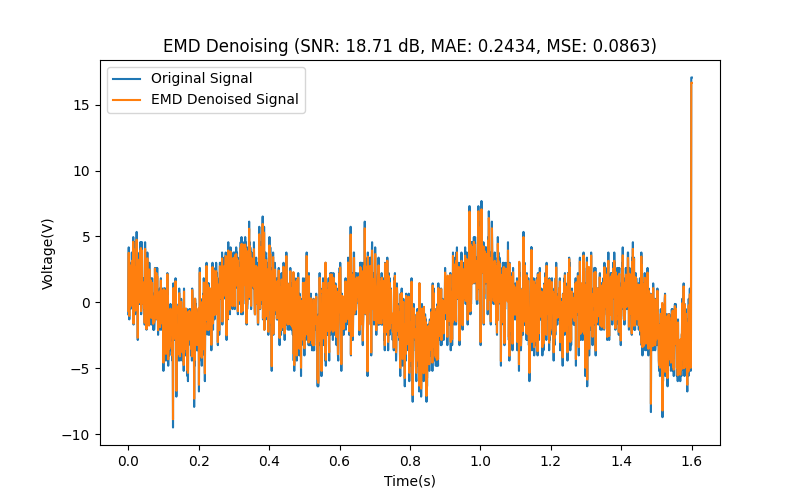 EMD Denoising (SNR: 18.71 dB, MAE: 0.2434, MSE: 0.0863)
Original Signal
EMD Denoised Signal
15
10
5
0
−5
−10
Voltage(V)
0.0 0.2 0.4 0.6 0.8 1.0 1.2 1.4 1.6
Time(s)